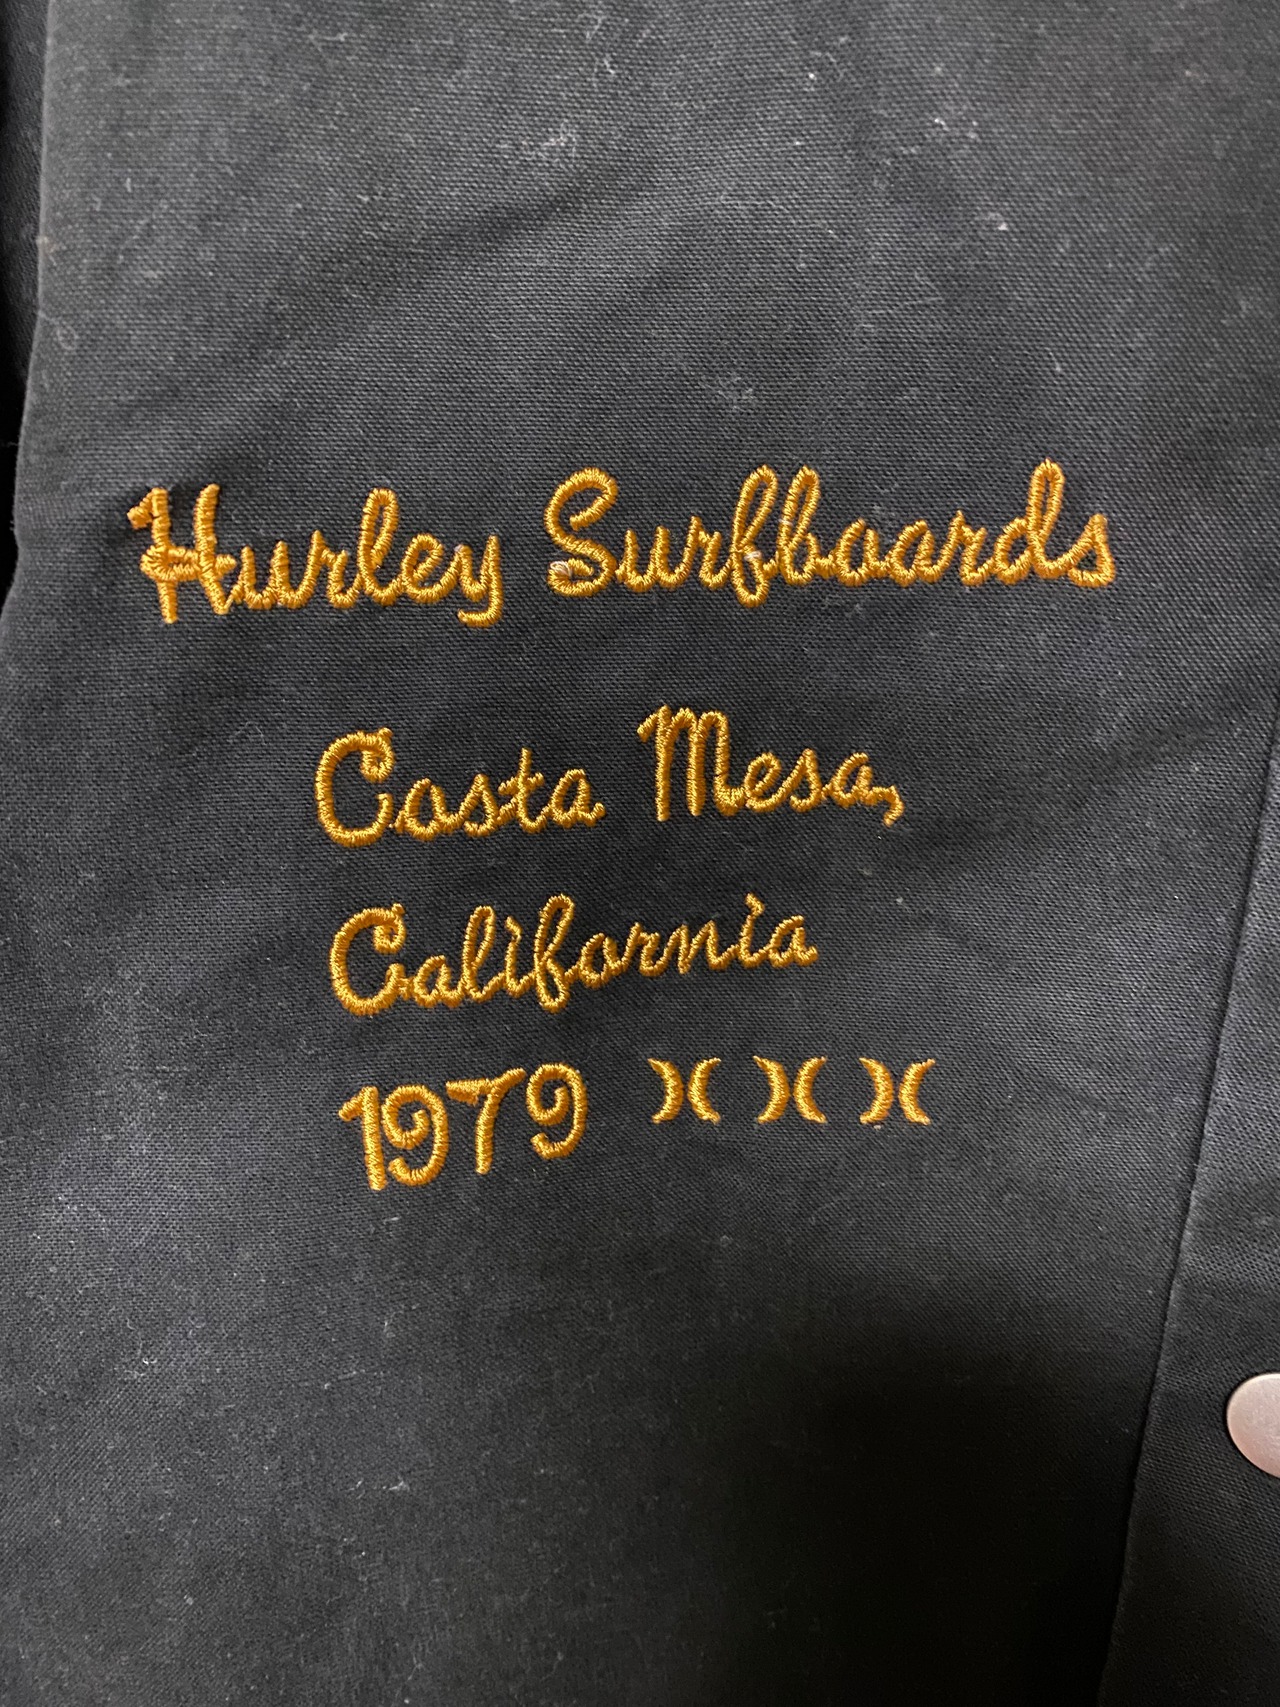 Hurley Surfboards
Costa Mesa,
California
1979 )( )( )(